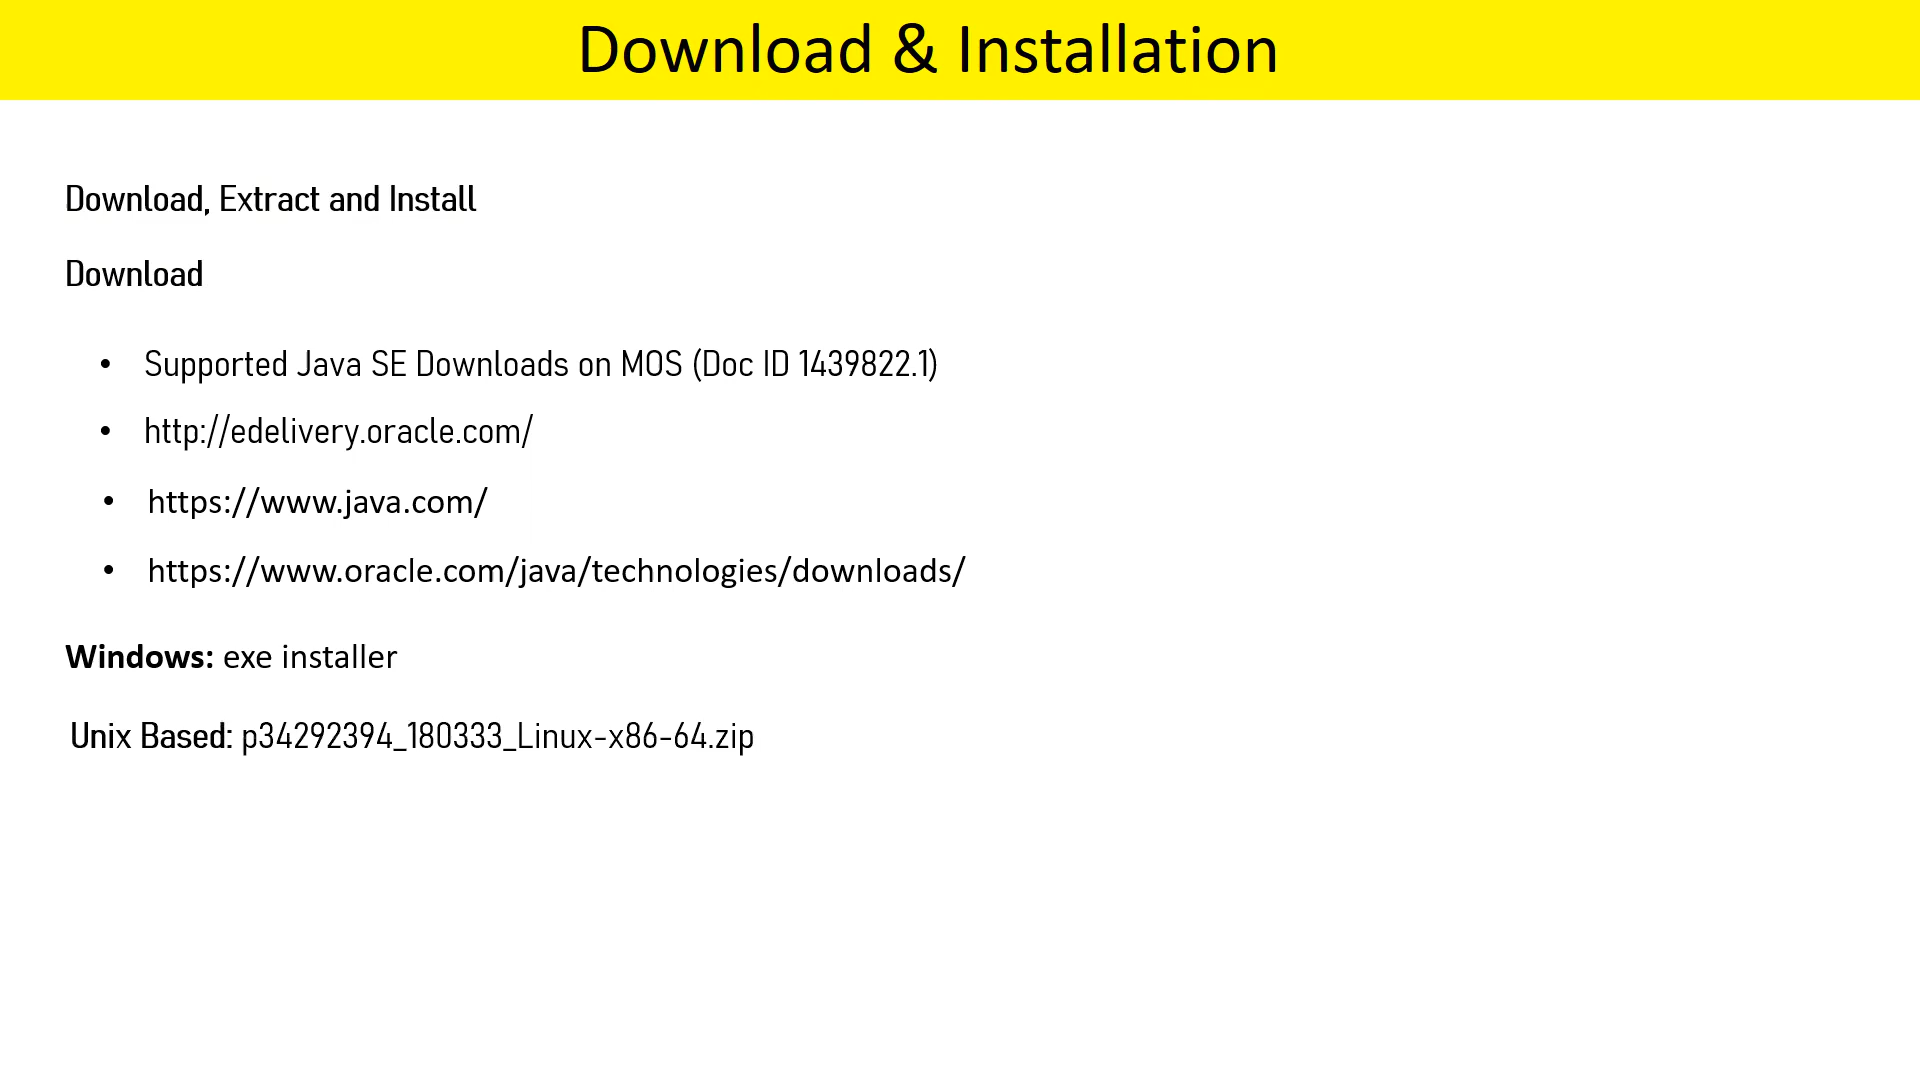 Download & Installation
Download, Extract and Install
Download
• Supported Java SE Downloads on MOS (Doc ID 1439822.1)
• http://edelivery.oracle.com/
• https://www.java.com/
• https://www.oracle.com/java/technologies/downloads/
Windows: exe installer
Unix Based: p34292394_180333_Linux-x86-64.zip